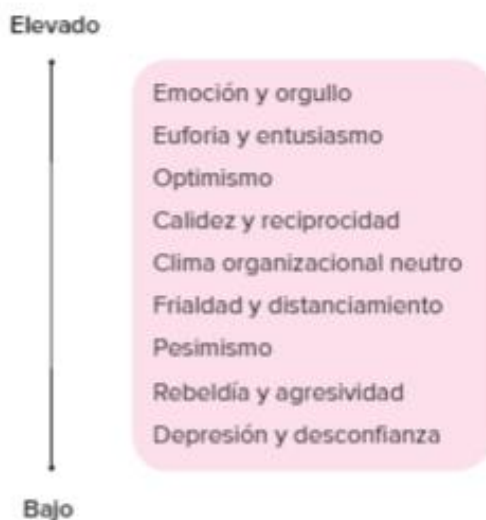 Elevado
Emoción y orgullo
Euforia y entusiasmo
Optimismo
Calidez y reciprocidad
Clima organizacional neutro
Frialdad y distanciamiento
Pesimismo
Rebeldía y agresividad
Depresión y desconfianza
Bajo